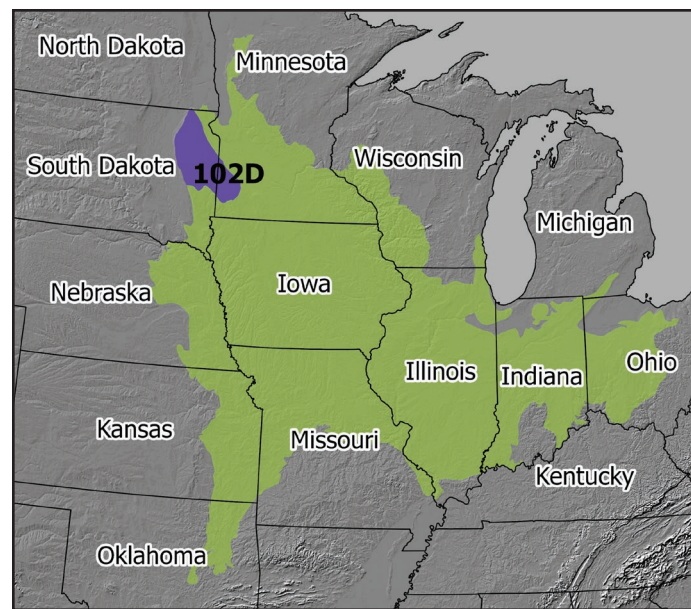 North Dakota
Minnesota
South Dakota
102D
Wisconsin
Michigan
Nebraska
Iowa
Illinois
Indiana
Ohio
Kansas
Missouri
Kentucky
Oklahoma